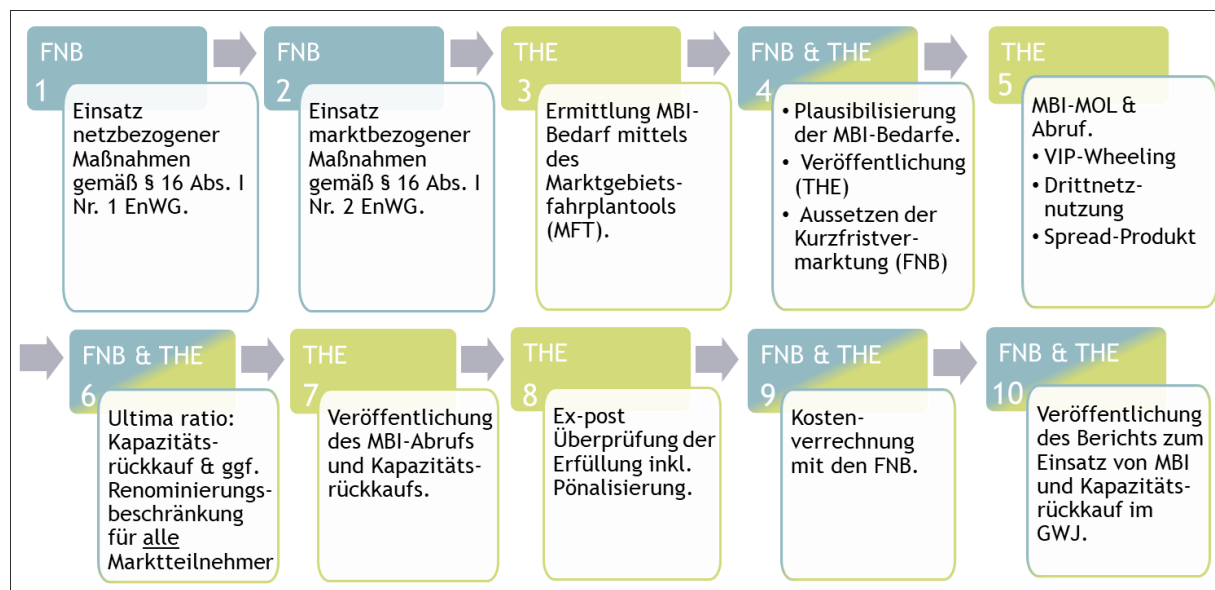 FNB
1
Einsatz
netzbezogener
Maßnahmen
gemäß § 16 Abs. I
Nr. 1 EnWG.
FNB
2
Einsatz
marktbezogener
Maßnahmen
gemäß § 16 Abs. I
Nr. 2 EnWG.
THE
3
Ermittlung MBI-
Bedarf mittels
des
Marktgebiets-
fahrplantools
(MFT).
FNB & THE
4
• Plausibilisierung
der MBI-Bedarfe.
• Veröffentlichung
(THE)
• Aussetzen der
Kurzfristver-
marktung (FNB)
THE
5
MBI-MOL &
Abruf.
• VIP-Wheeling
• Drittnetz-
nutzung
• Spread-Produkt
FNB & THE
6
Ultima ratio:
Kapazitäts-
rückkauf & ggf.
Renominierungs-
beschränkung
für alle
Marktteilnehmer
THE
7
Veröffentlichung
des MBI-Abrufs
und Kapazitäts-
rückkaufs.
THE
8
Ex-post
Überprüfung der
Erfüllung inkl.
Pönalisierung.
FNB & THE
9
Kosten-
verrechnung
mit den FNB.
FNB & THE
10
Veröffentlichung
des Berichts zum
Einsatz von MBI
und Kapazitäts-
rückkauf im
GWJ.